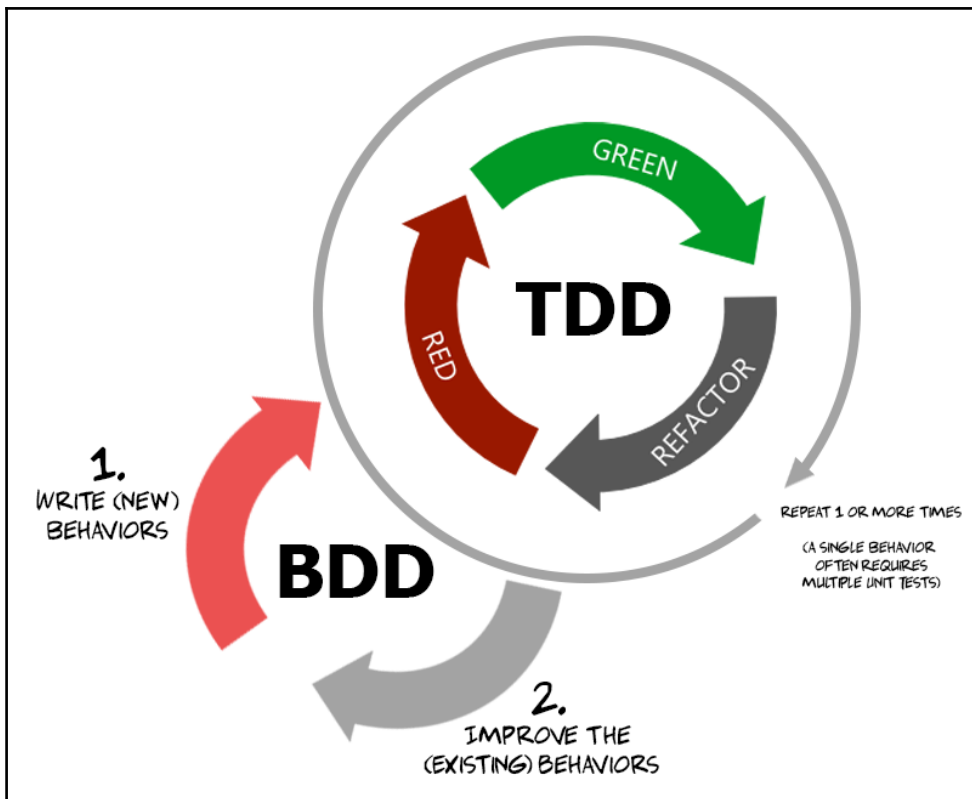 GREEN
TDD
RED
REFACTOR
1.
WRITE (NEW)
BEHAVIORS
REPEAT 1 OR MORE TIMES
(A SINGLE BEHAVIOR
OFTEN REQUIRES
MULTIPLE UNIT TESTS)
BDD
2.
IMPROVE THE
(EXISTING) BEHAVIORS